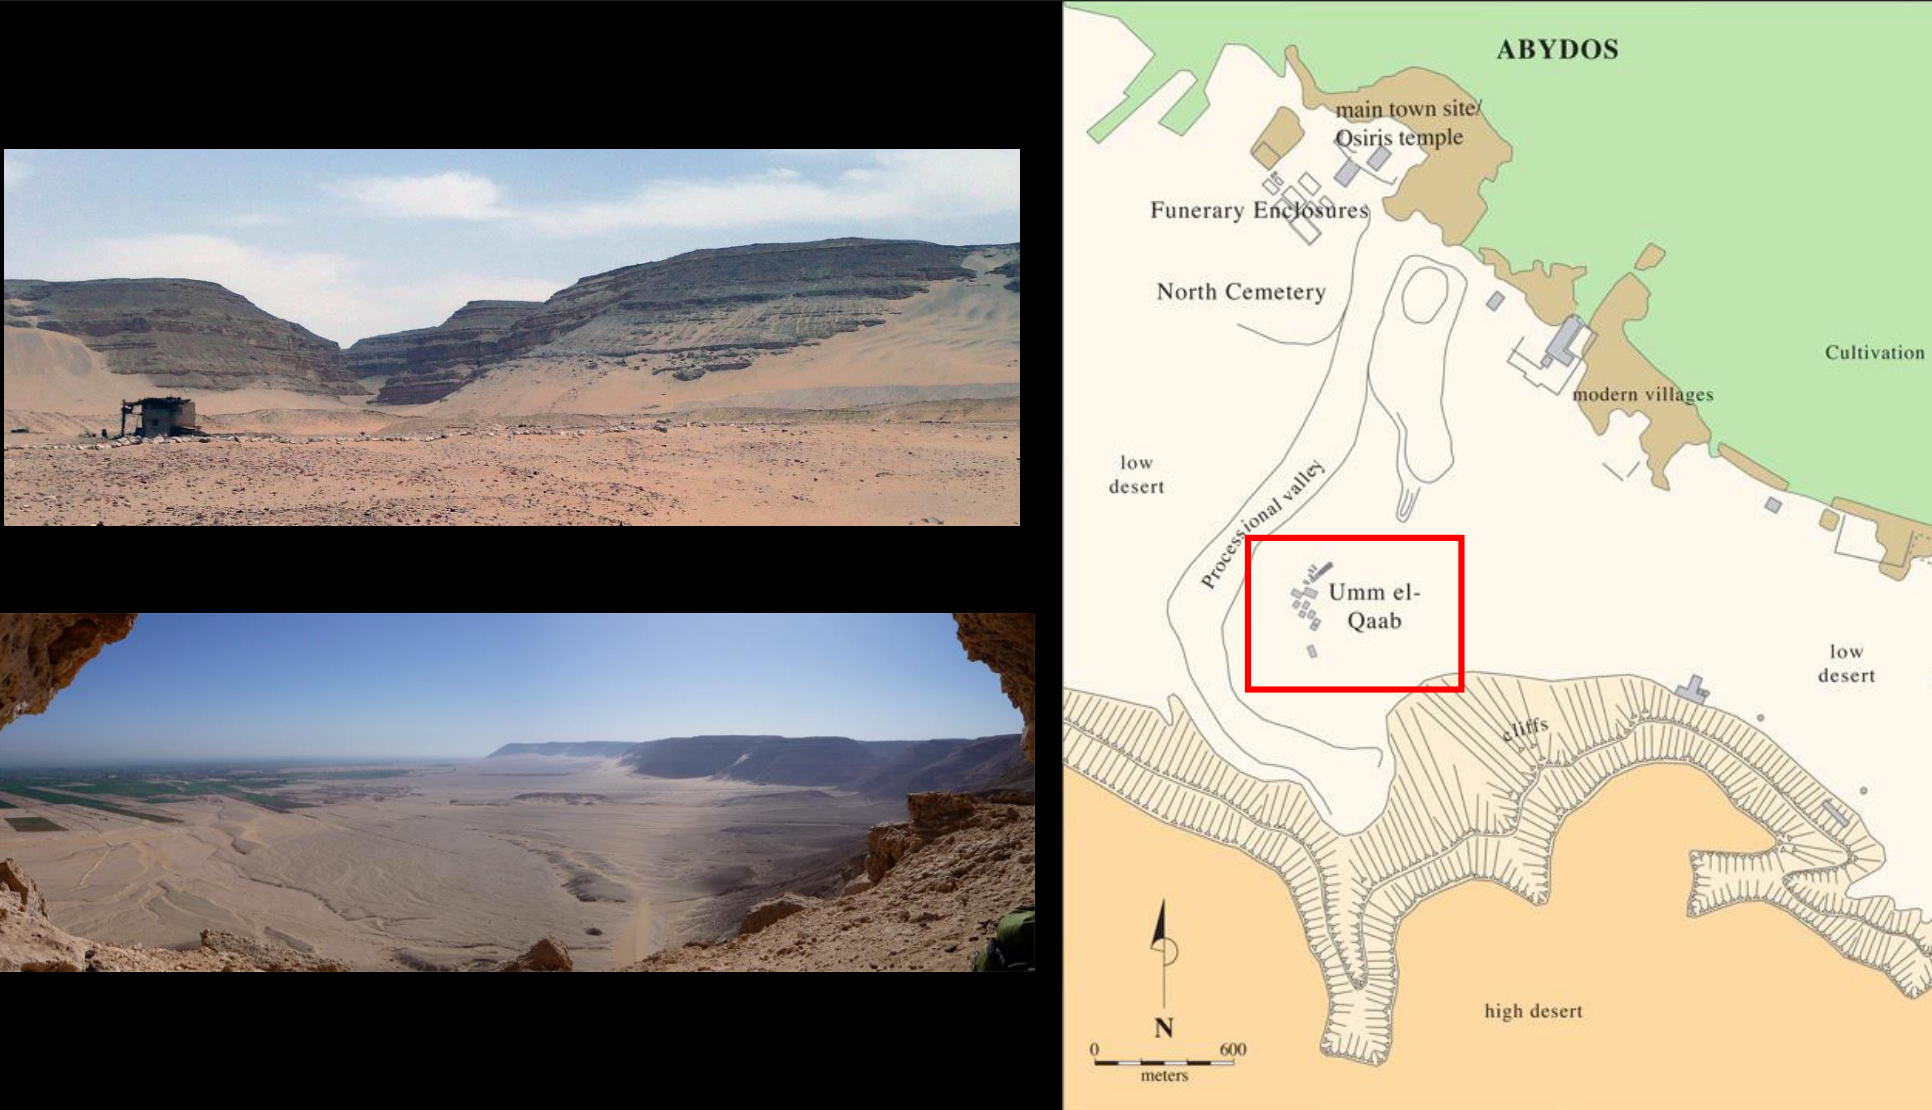 ABYDOS
main town site/
Osiris temple
Funerary Enclosures
North Cemetery
Cultivation
modern villages
low
desert
Processional valley
Umm el-
Qaab
low
desert
cliffs
high desert
N
0 600
meters